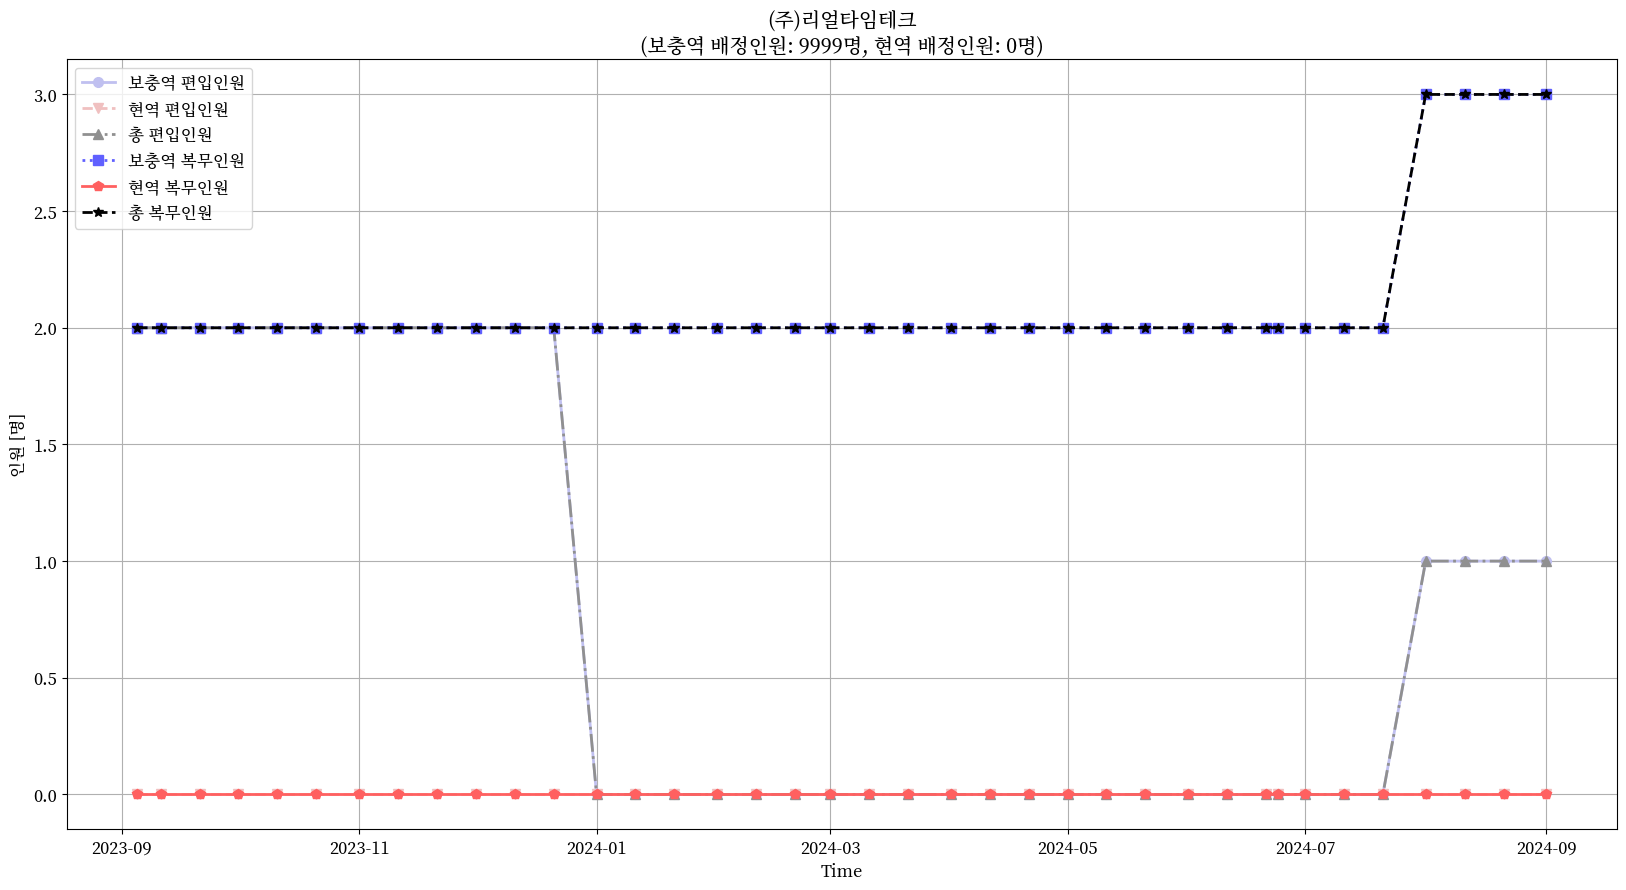 (주)리얼타임테크
(보충역 배정인원: 9999명, 현역 배정인원: 0명)
보충역 편입인원
현역 편입인원
총 편입인원
보충역 복무인원
현역 복무인원
총 복무인원
인원 [명]
3.0
2.5
2.0
1.5
1.0
0.5
0.0
2023-09 2023-11 2024-01 2024-03 2024-05 2024-07 2024-09
Time